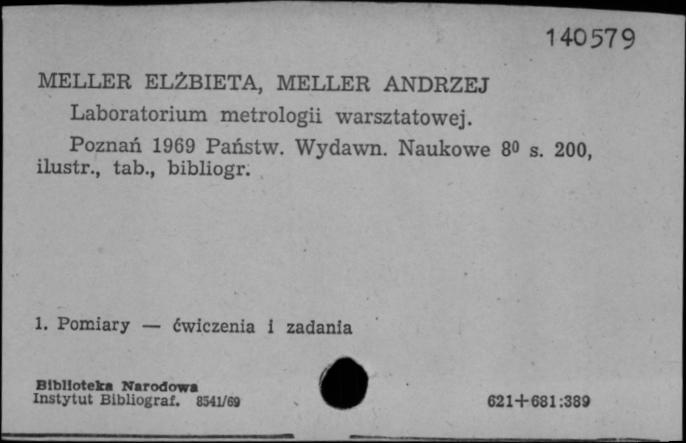 140579
MELLER ELŻBIETA, MELLER ANDRZEJ
Laboratorium metrologii warsztatowej.
Poznań 1969 Państw. Wydawn. Naukowe 8⁰ s. 200,
ilustr., tab., bibliogr.
1. Pomiary — ćwiczenia i zadania
Biblioteka Narodowa
Instytut Bibliograf. 8541/69
621+681:389